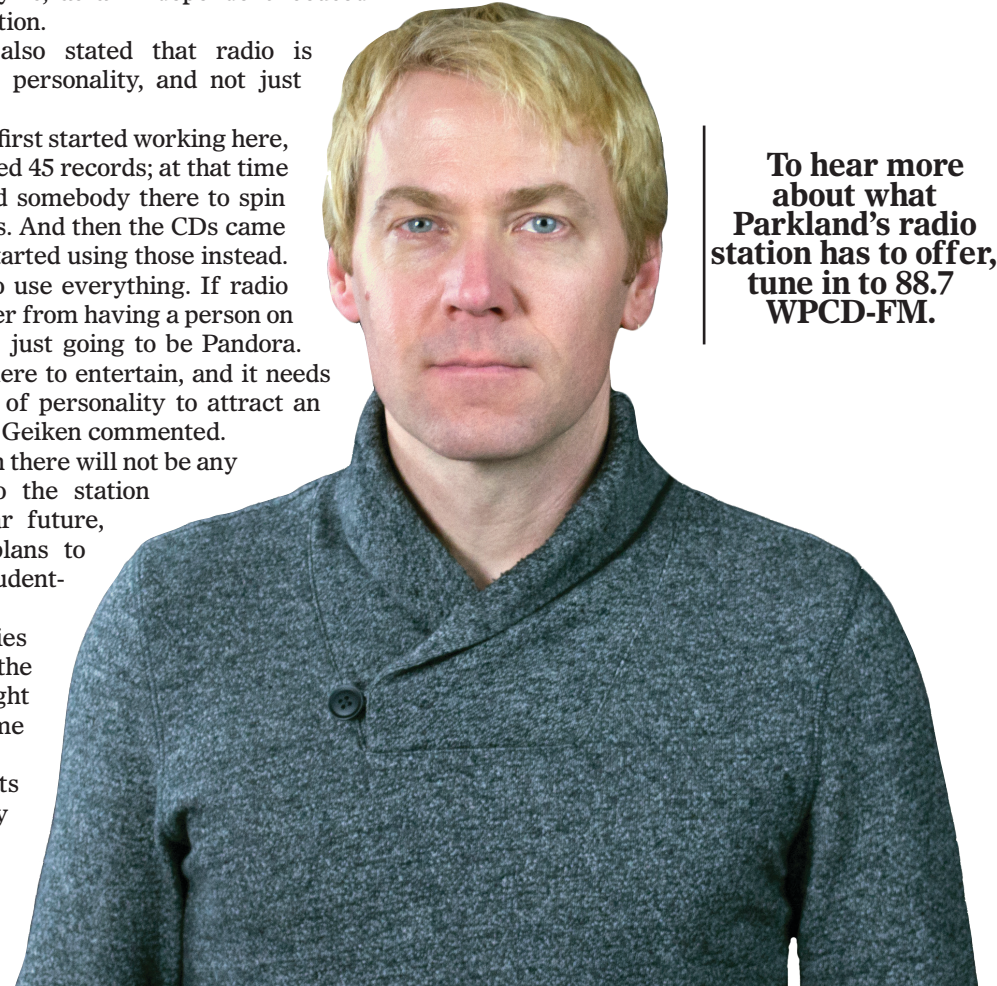 tion.
also stated that radio is
personality, and not just
first started working here,
ed 45 records; at that time
d somebody there to spin
s. And then the CDs came
tarted using those instead.
o use everything. If radio
er from having a person on
just going to be Pandora.
ere to entertain, and it needs
of personality to attract an
Geiken commented.
n there will not be any
o the station
r future,
plans to
udent-
ies
the
ght
me
ts
y
To hear more
about what
Parkland’s radio
station has to offer,
tune in to 88.7
WPCD-FM.